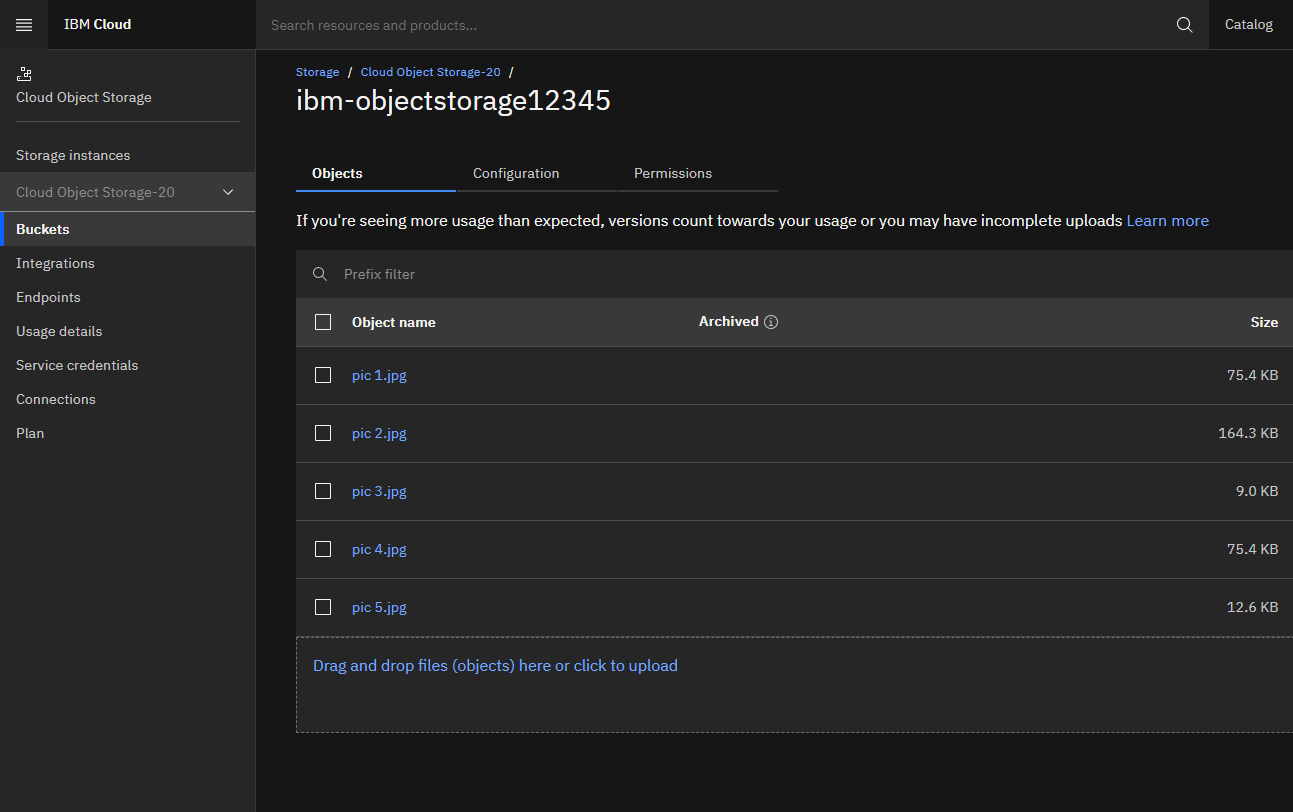 IBM Cloud
Search resources and products...
Catalog
Cloud Object Storage
Storage instances
Cloud Object Storage-20
Buckets
Integrations
Endpoints
Usage details
Service credentials
Connections
Plan
Storage / Cloud Object Storage-20 /
ibm-objectstorage12345
Objects Configuration Permissions
If you're seeing more usage than expected, versions count towards your usage or you may have incomplete uploads Learn more
Prefix filter
Object name Archived Size
pic 1.jpg 75.4 KB
pic 2.jpg 164.3 KB
pic 3.jpg 9.0 KB
pic 4.jpg 75.4 KB
pic 5.jpg 12.6 KB
Drag and drop files (objects) here or click to upload